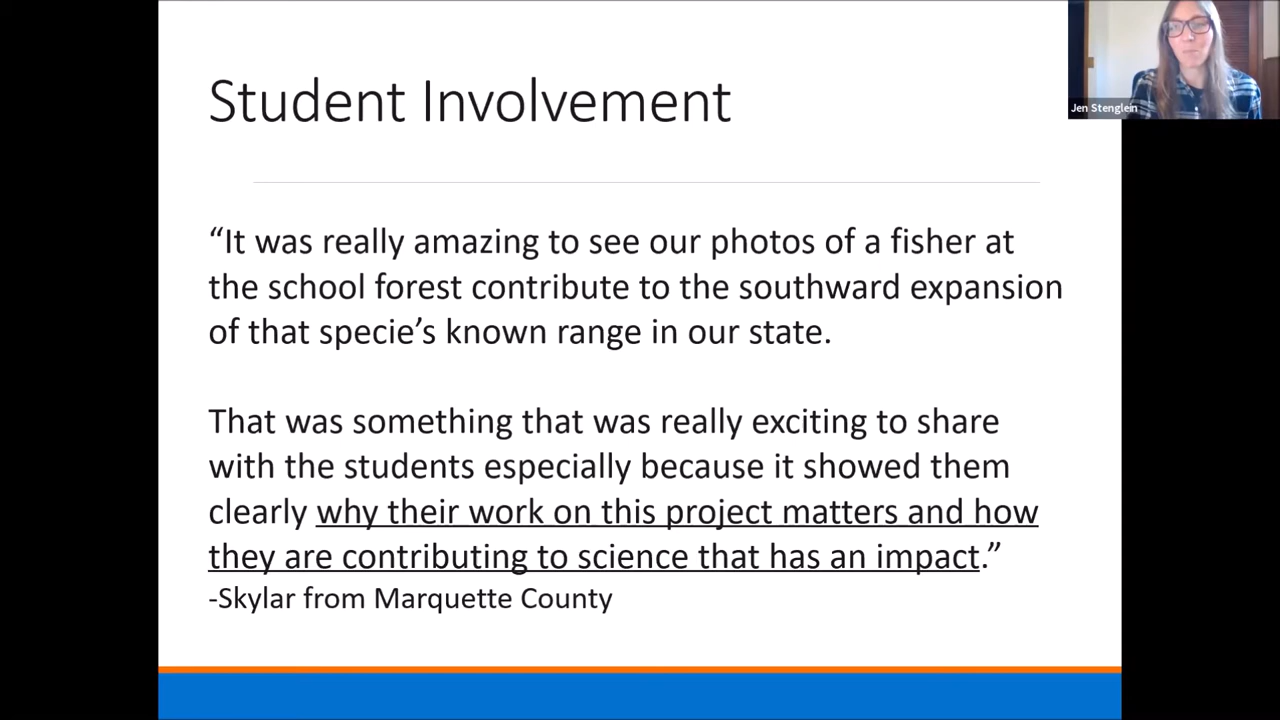 Student Involvement
Jen Stenglein
“It was really amazing to see our photos of a fisher at
the school forest contribute to the southward expansion
of that specie’s known range in our state.
That was something that was really exciting to share
with the students especially because it showed them
clearly why their work on this project matters and how
they are contributing to science that has an impact.”
-Skylar from Marquette County